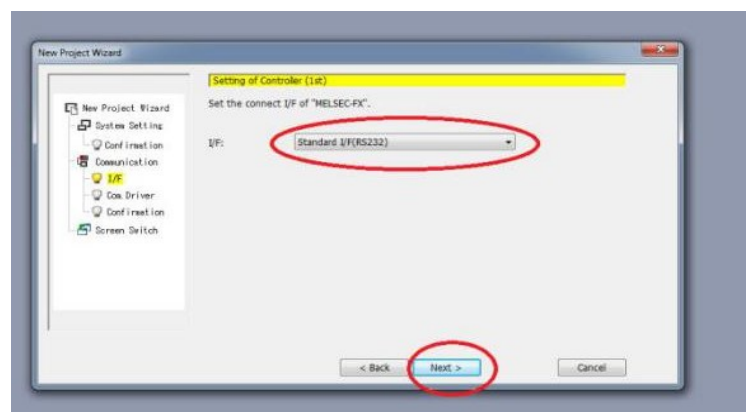 New Project Wizard
Setting of Controler (1st)
Set the connect I/F of "MELSEC-FX".
New Project Wizard
System Setting
Confirmation
I/F:
Standard I/F(RS232)
Communication
I/F
Com.Driver
Confirmation
Screen Switch
< Back
Next >
Cancel